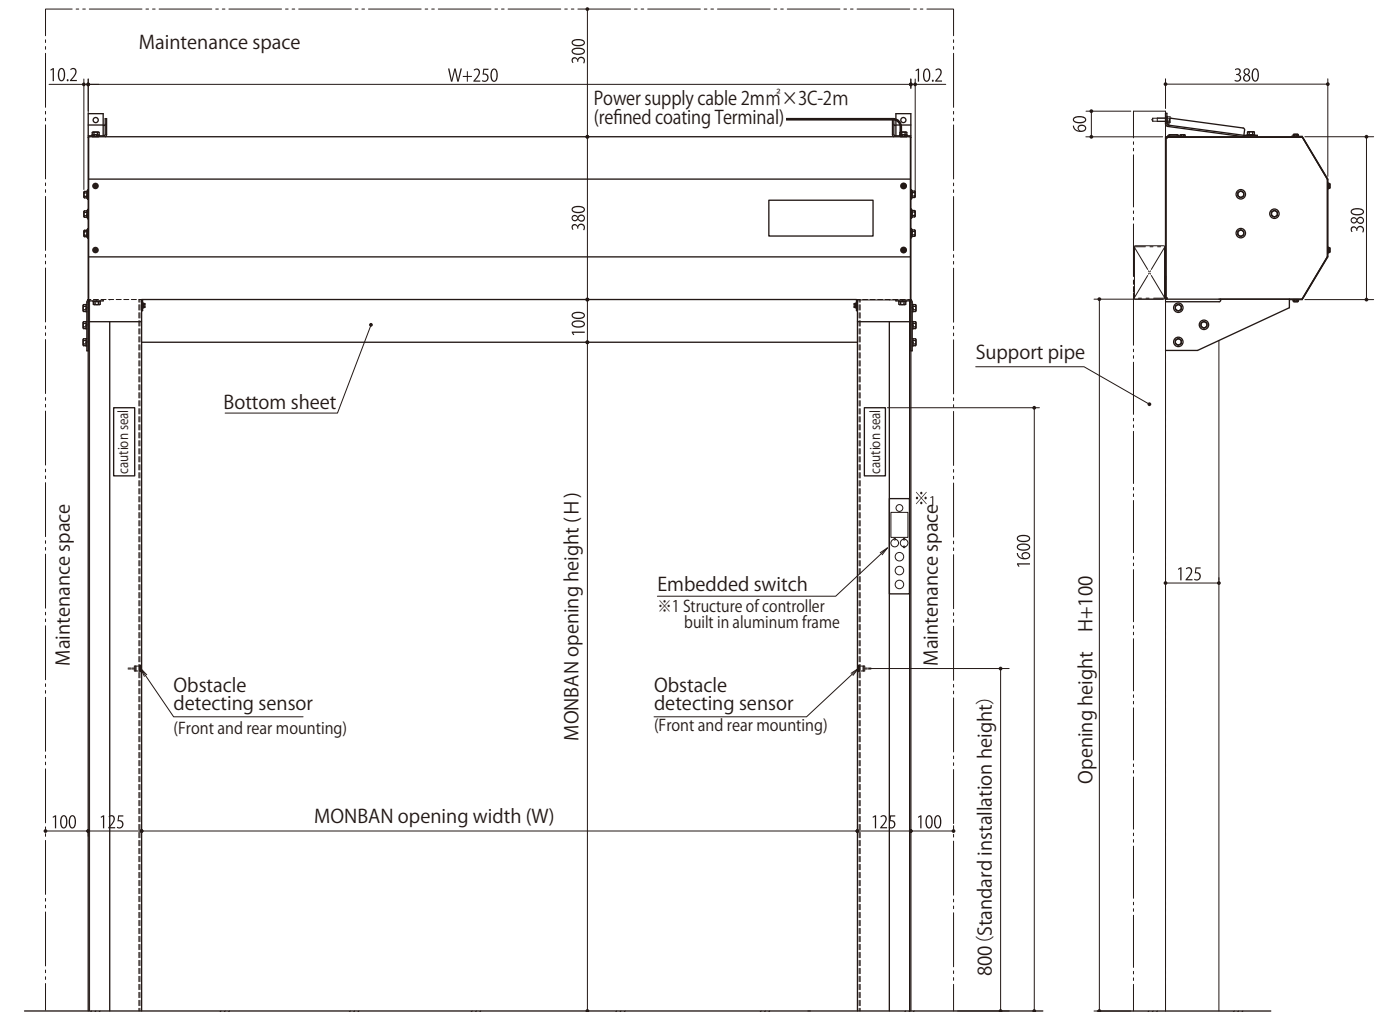 Maintenance space
300
10.2
W+250
10.2
380
Power supply cable 2mm²×3C-2m
(refined coating Terminal)
60
380
380
100
Support pipe
Bottom sheet
caution seal
caution seal
※1
Maintenance space
MONBAN opening height (H)
Maintenance space
1600
Embedded switch
※1 Structure of controller
built in aluminum frame
125
Opening height H+100
Obstacle
detecting sensor
(Front and rear mounting)
Obstacle
detecting sensor
(Front and rear mounting)
800 (Standard installation height)
100
125
MONBAN opening width (W)
125
100